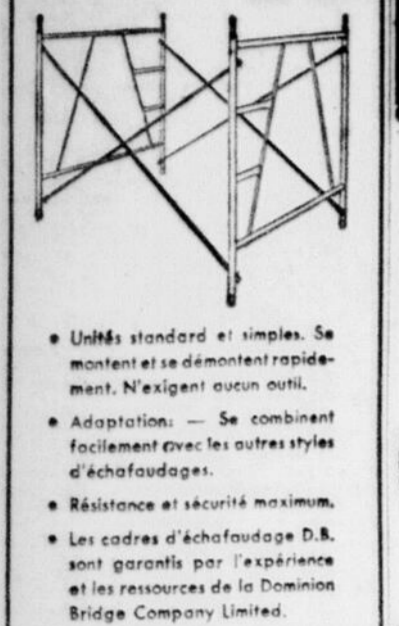 • Unités standard et simples. Se
montent et se démontent rapide-
ment. N'exigent aucun outil.
• Adaptation: — Se combinent
facilement avec les autres styles
d'échafaudages.
• Résistance et sécurité maximum.
• Les cadres d'échafaudage D.B.
sont garantis par l'expérience
et les ressources de la Dominion
Bridge Company Limited.